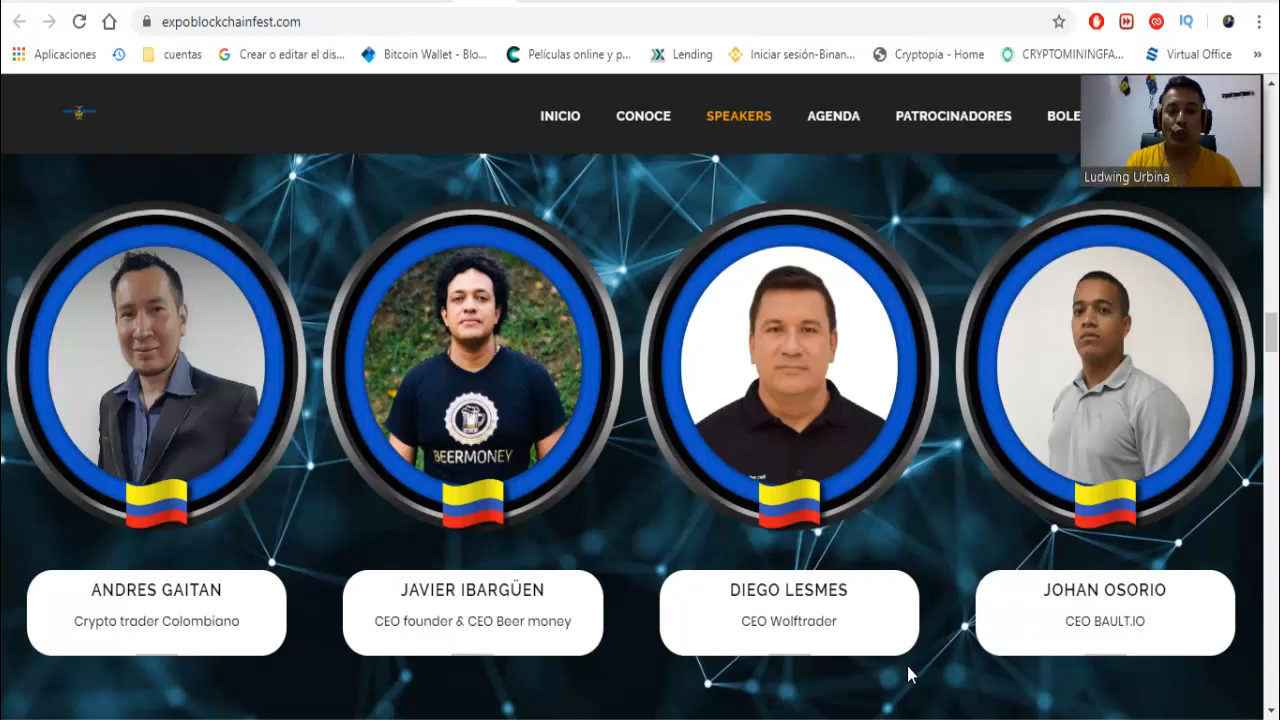 expoblockchainfest.com
Aplicaciones
cuentas
Crear o editar el dis...
Bitcoin Wallet - Blo...
Películas online y p...
Lending
Iniciar sesión-Binan...
Cryptopia - Home
CRYPTOMININGFA...
Virtual Office
»
INICIO
CONOCE
SPEAKERS
AGENDA
PATROCINADORES
BOLE
Ludwing Urbina
BEERMONEY
ANDRES GAITAN
Crypto trader Colombiano
JAVIER IBARGÜEN
CEO founder & CEO Beer money
DIEGO LESMES
CEO Wolftrader
JOHAN OSORIO
CEO BAULT.IO